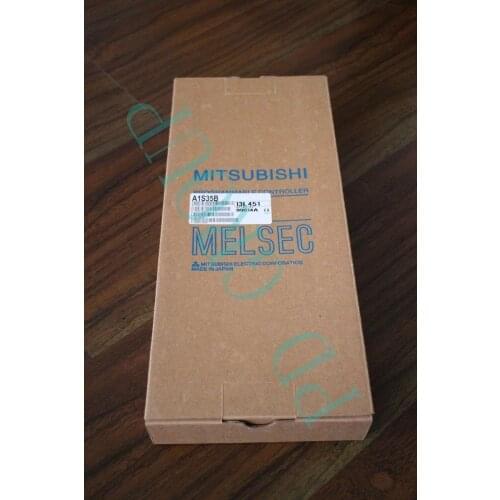 MITSUBISHI
PROGRAMMABLE CONTROLLER
A1S35B
13L451
MELSEC
MITSUBISHI ELECTRIC CORPORATION
MADE IN JAPAN